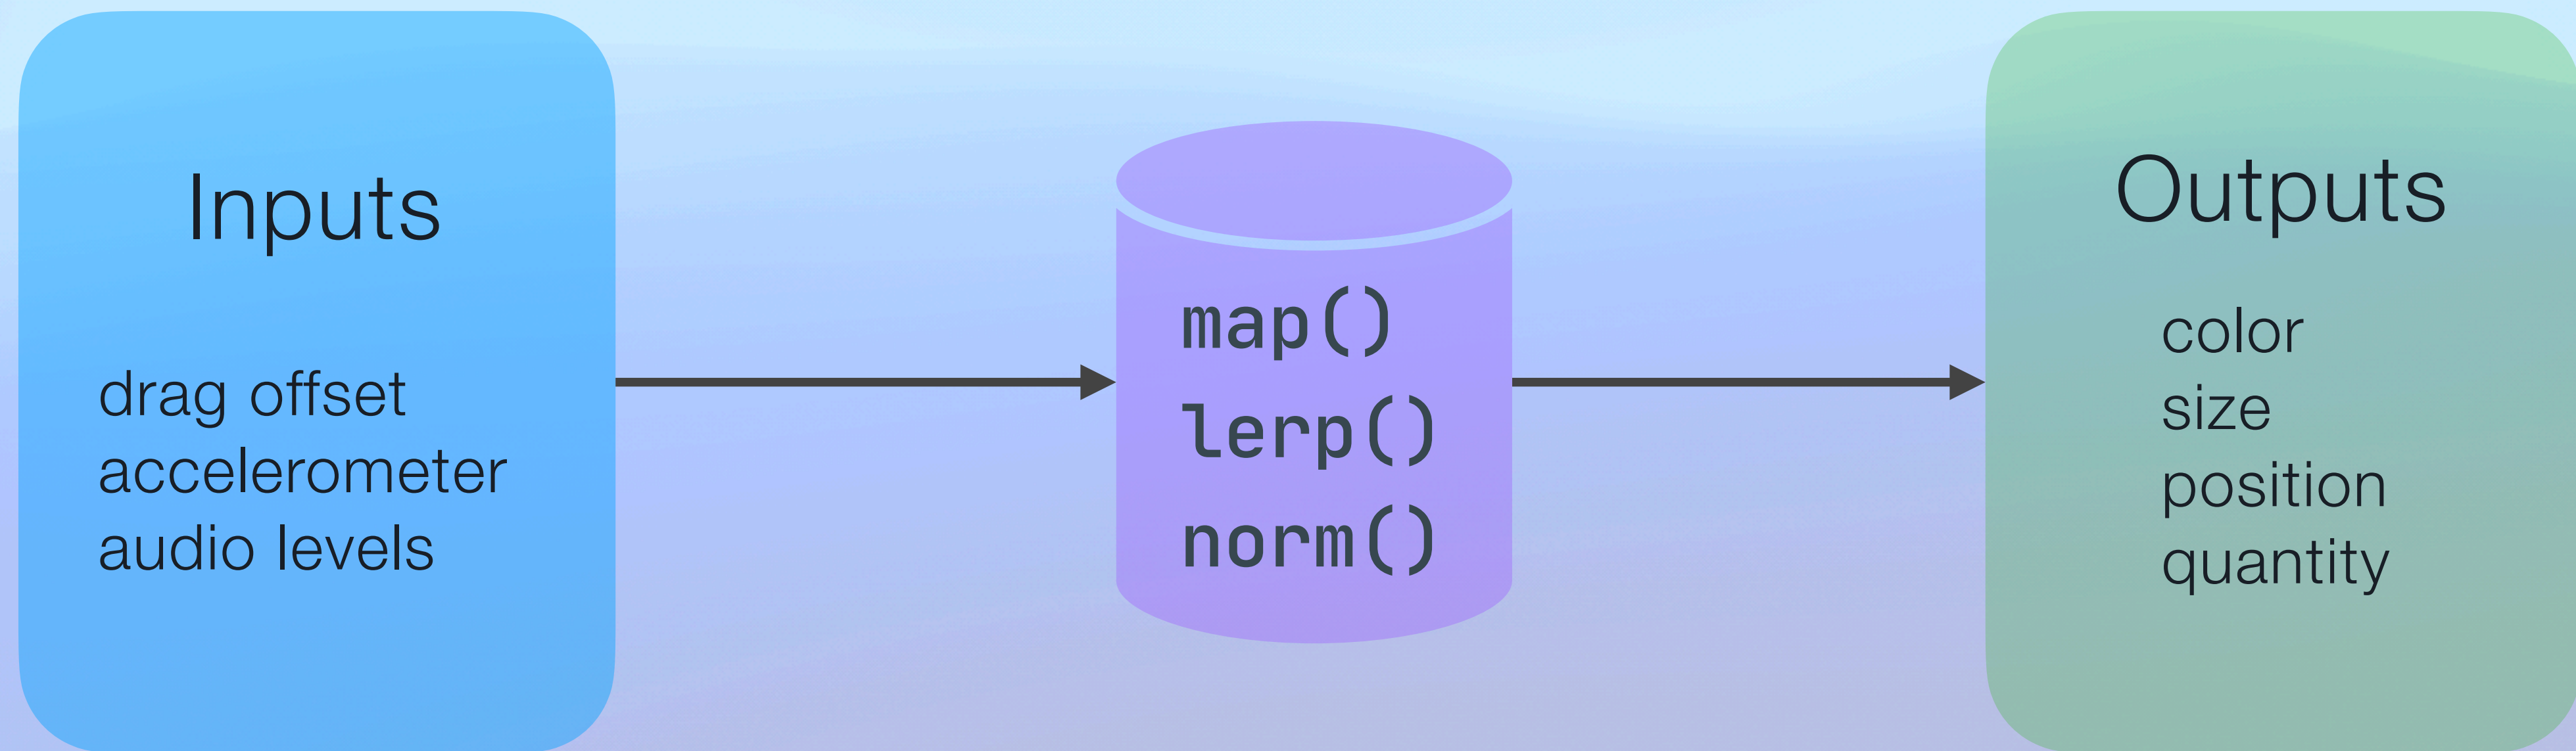 Inputs
drag offset
accelerometer
audio levels
map()
lerp()
norm()
Outputs
color
size
position
quantity